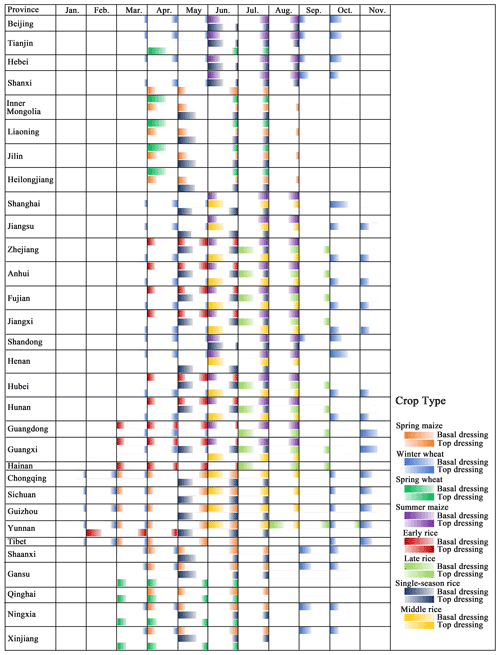 Province Jan. Feb. Mar. Apr. May Jun. Jul. Aug. Sep. Oct. Nov.
Beijing
Tianjin
Hebei
Shanxi
Inner
Mongolia
Liaoning
Jilin
Heilongjiang
Shanghai
Jiangsu
Zhejiang
Anhui
Fujian
Jiangxi
Shandong
Henan
Hubei
Hunan
Guangdong
Guangxi
Hainan
Chongqing
Sichuan
Guizhou
Yunnan
Tibet
Shaanxi
Gansu
Qinghai
Ningxia
Xinjiang
Crop Type
Spring maize
Basal dressing
Top dressing
Winter wheat
Basal dressing
Top dressing
Spring wheat
Basal dressing
Top dressing
Summer maize
Basal dressing
Top dressing
Early rice
Basal dressing
Top dressing
Late rice
Basal dressing
Top dressing
Single-season rice
Basal dressing
Top dressing
Middle rice
Basal dressing
Top dressing